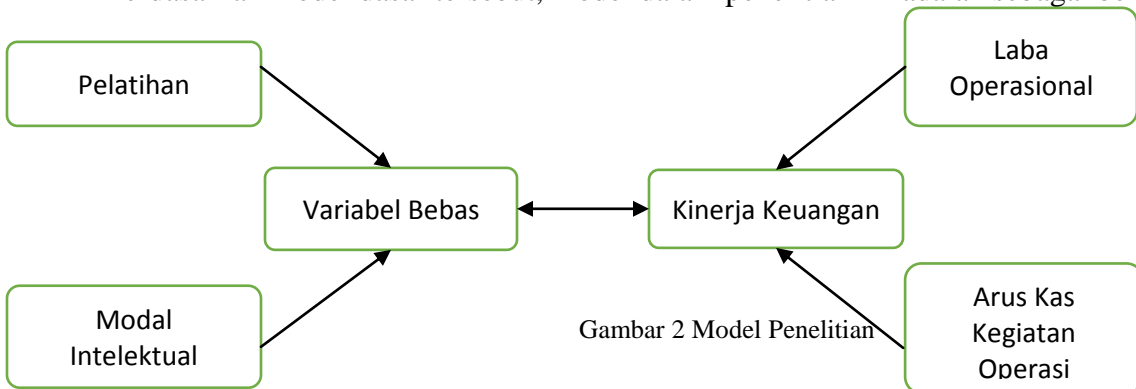 Pelatihan
Laba
Operasional
Variabel Bebas
Kinerja Keuangan
Modal
Intelektual
Gambar 2 Model Penelitian
Arus Kas
Kegiatan
Operasi